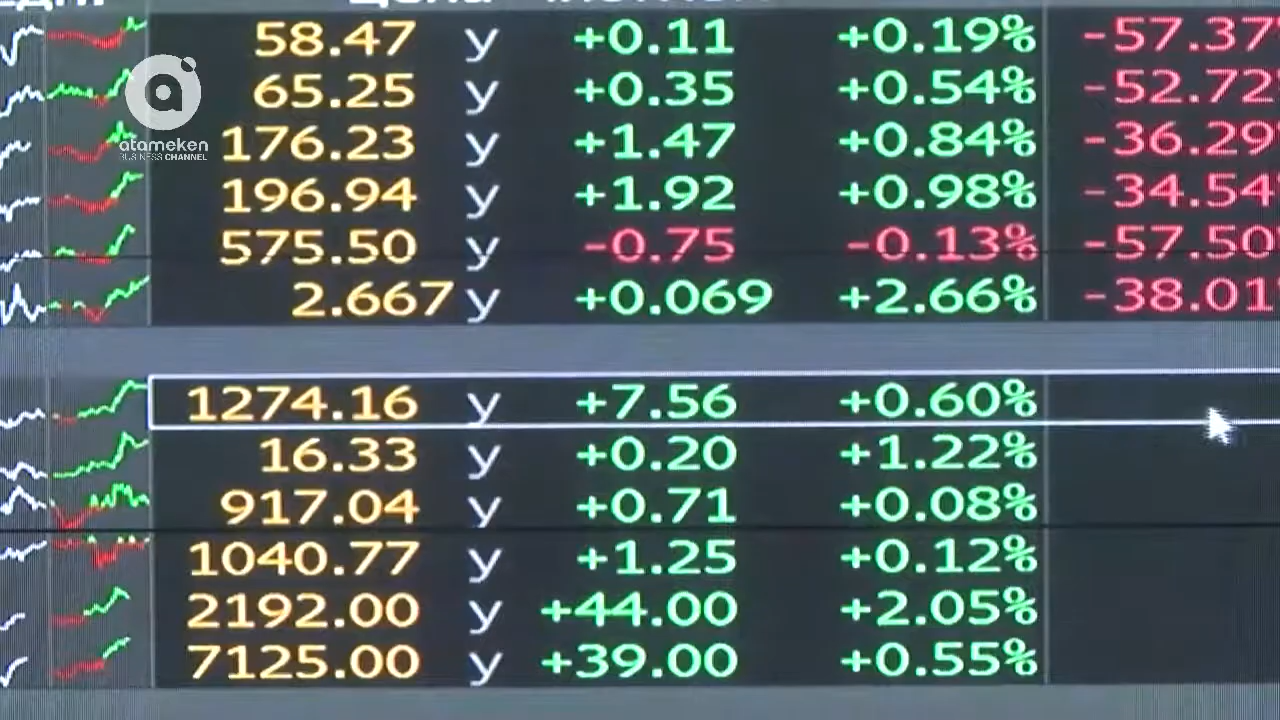 Цена
58.47 у +0.11 +0.19% -57.37
65.25 у +0.35 +0.54% -52.72
176.23 у +1.47 +0.84% -36.29
196.94 у +1.92 +0.98% -34.54
575.50 у -0.75 -0.13% -57.50
2.667 у +0.069 +2.66% -38.01
1274.16 у +7.56 +0.60%
16.33 у +0.20 +1.22%
917.04 у +0.71 +0.08%
1040.77 у +1.25 +0.12%
2192.00 у +44.00 +2.05%
7125.00 у +39.00 +0.55%
atameken
BUSINESS CHANNEL